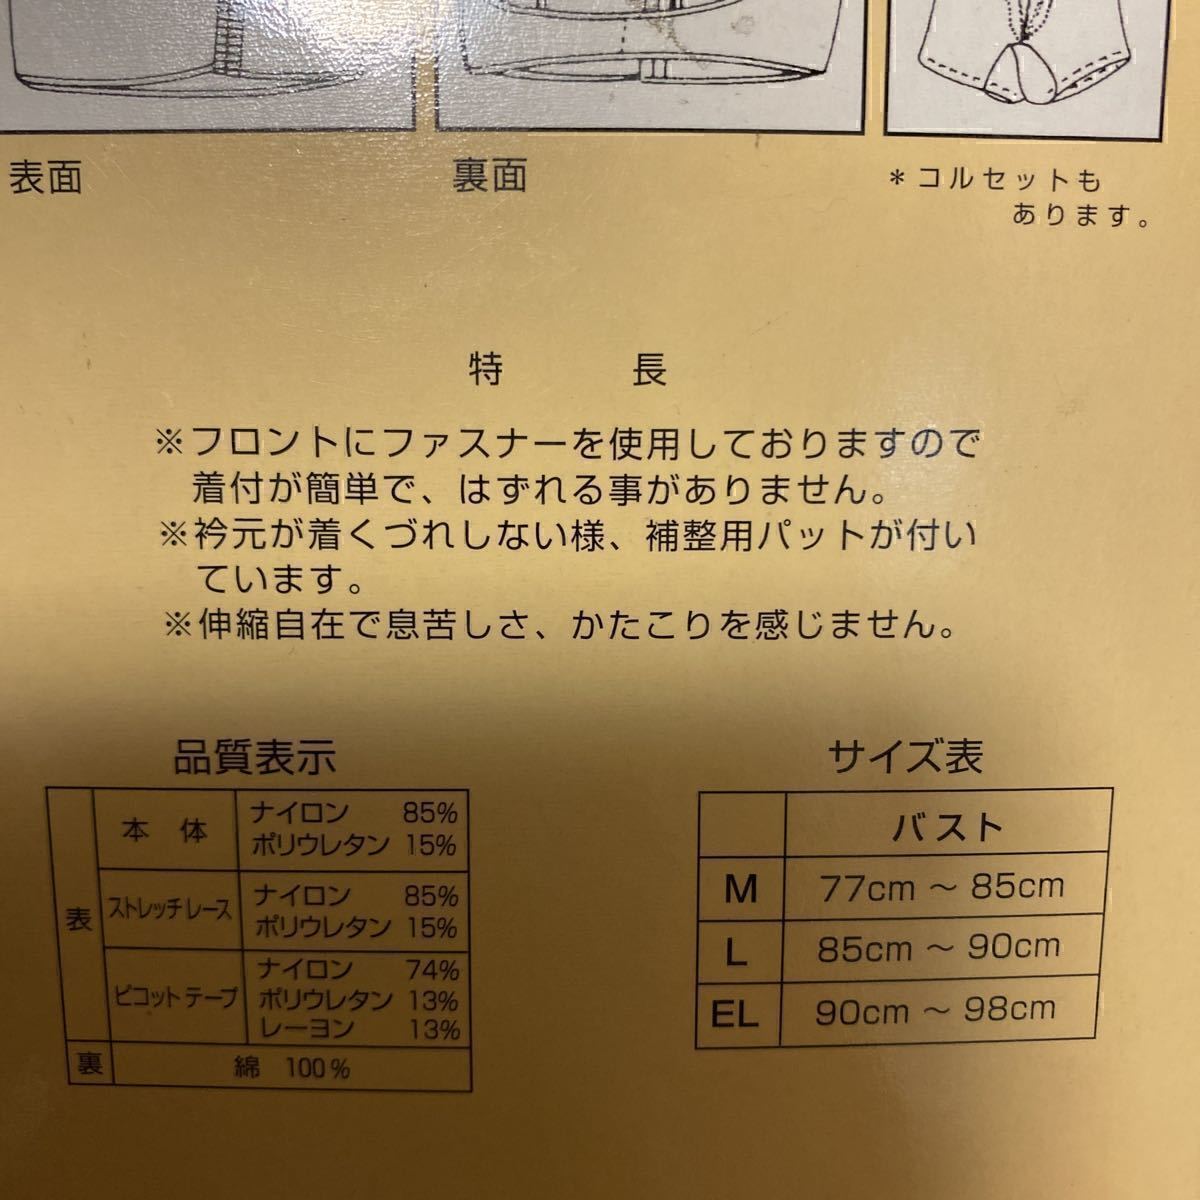 表面
裏面
＊コルセットも
あります。
特　長
※フロントにファスナーを使用しておりますので
着付が簡単で、はずれる事がありません。
※衿元が着くづれしない様、補整用パットが付い
ています。
※伸縮自在で息苦しさ、かたこりを感じません。
品質表示
表
本　体
ナイロン 85%
ポリウレタン 15%
ストレッチレース
ナイロン 85%
ポリウレタン 15%
ピコットテープ
ナイロン 74%
ポリウレタン 13%
レーヨン 13%
裏
綿 100%
サイズ表
バスト
M 77cm ～ 85cm
L 85cm ～ 90cm
EL 90cm ～ 98cm